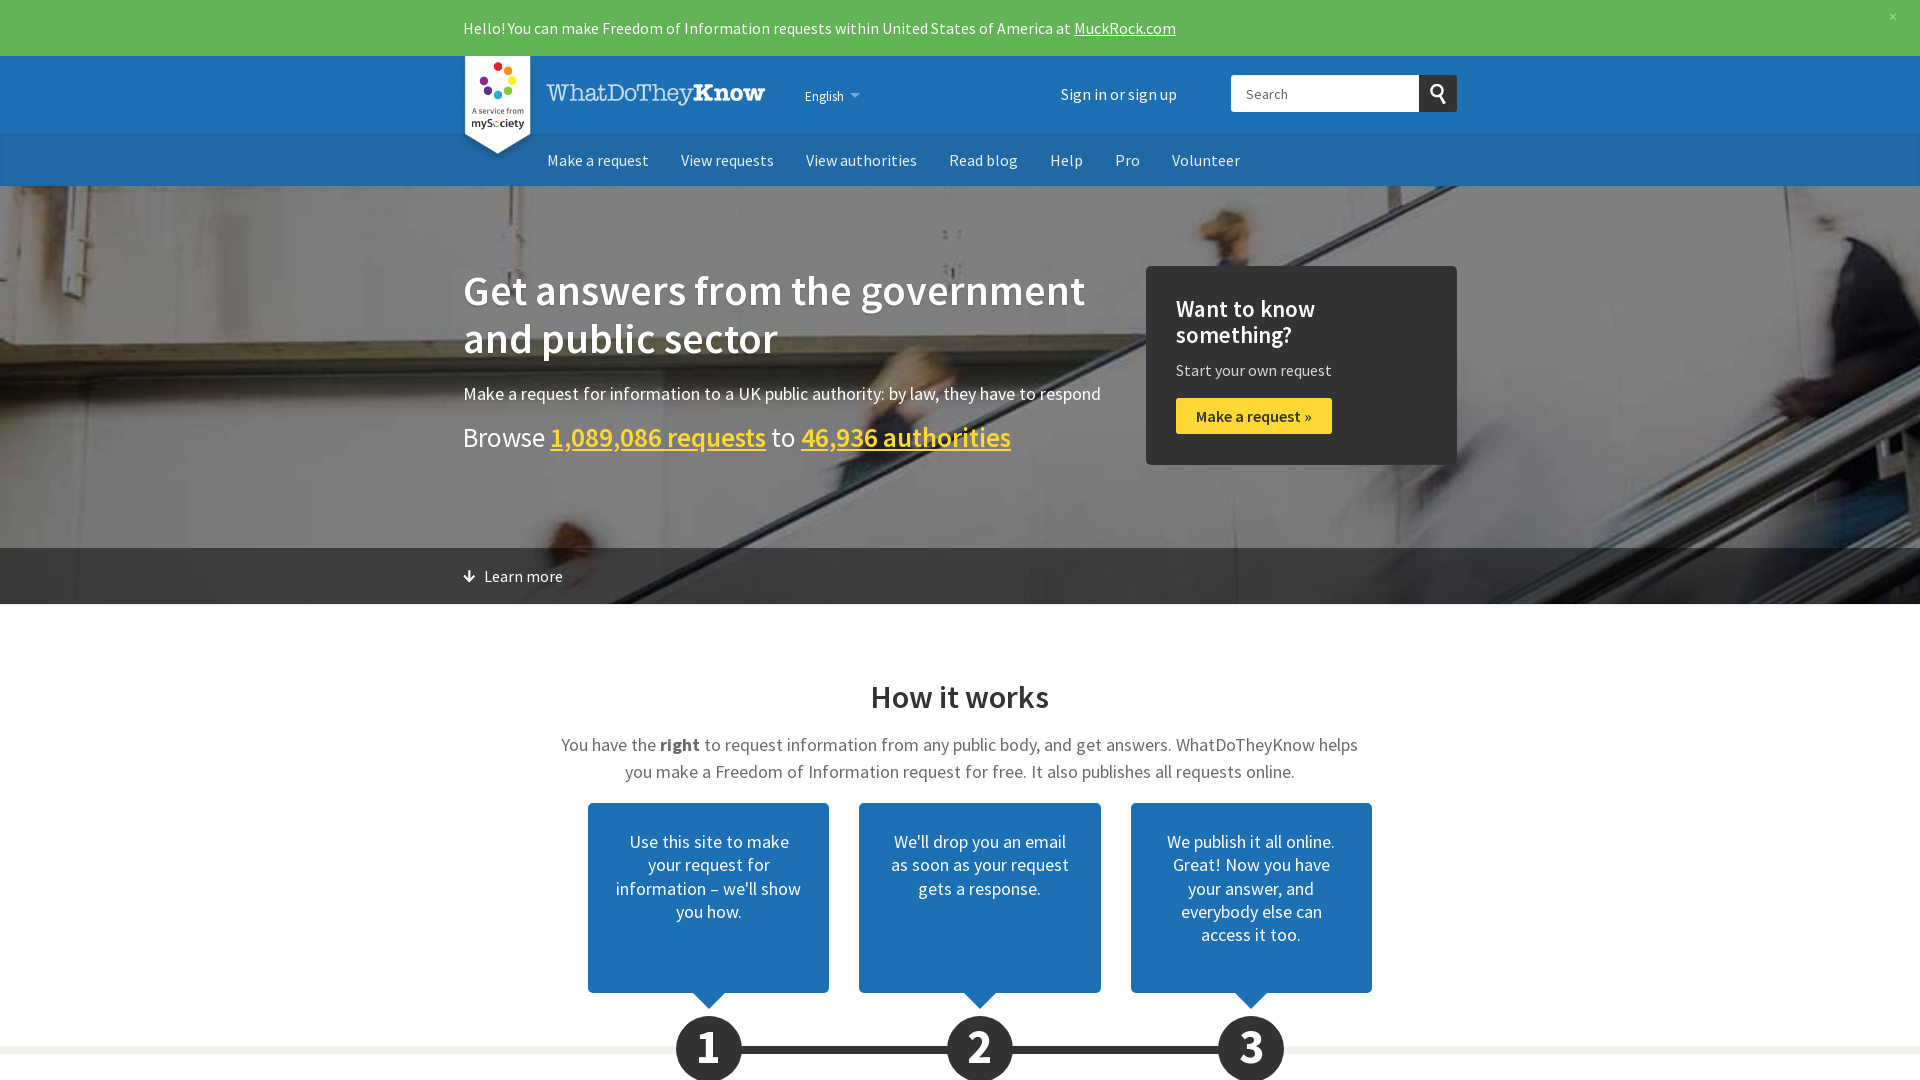 Hello! You can make Freedom of Information requests within United States of America at MuckRock.com
×
A service from
mySociety
WhatDoTheyKnow
English
Sign in or sign up
Search
Make a request
View requests
View authorities
Read blog
Help
Pro
Volunteer
Get answers from the government
and public sector
Make a request for information to a UK public authority: by law, they have to respond
Browse 1,089,086 requests to 46,936 authorities
Want to know
something?
Start your own request
Make a request »
Learn more
How it works
You have the right to request information from any public body, and get answers. WhatDoTheyKnow helps
you make a Freedom of Information request for free. It also publishes all requests online.
Use this site to make
your request for
information – we'll show
you how.
We'll drop you an email
as soon as your request
gets a response.
We publish it all online.
Great! Now you have
your answer, and
everybody else can
access it too.
1
2
3